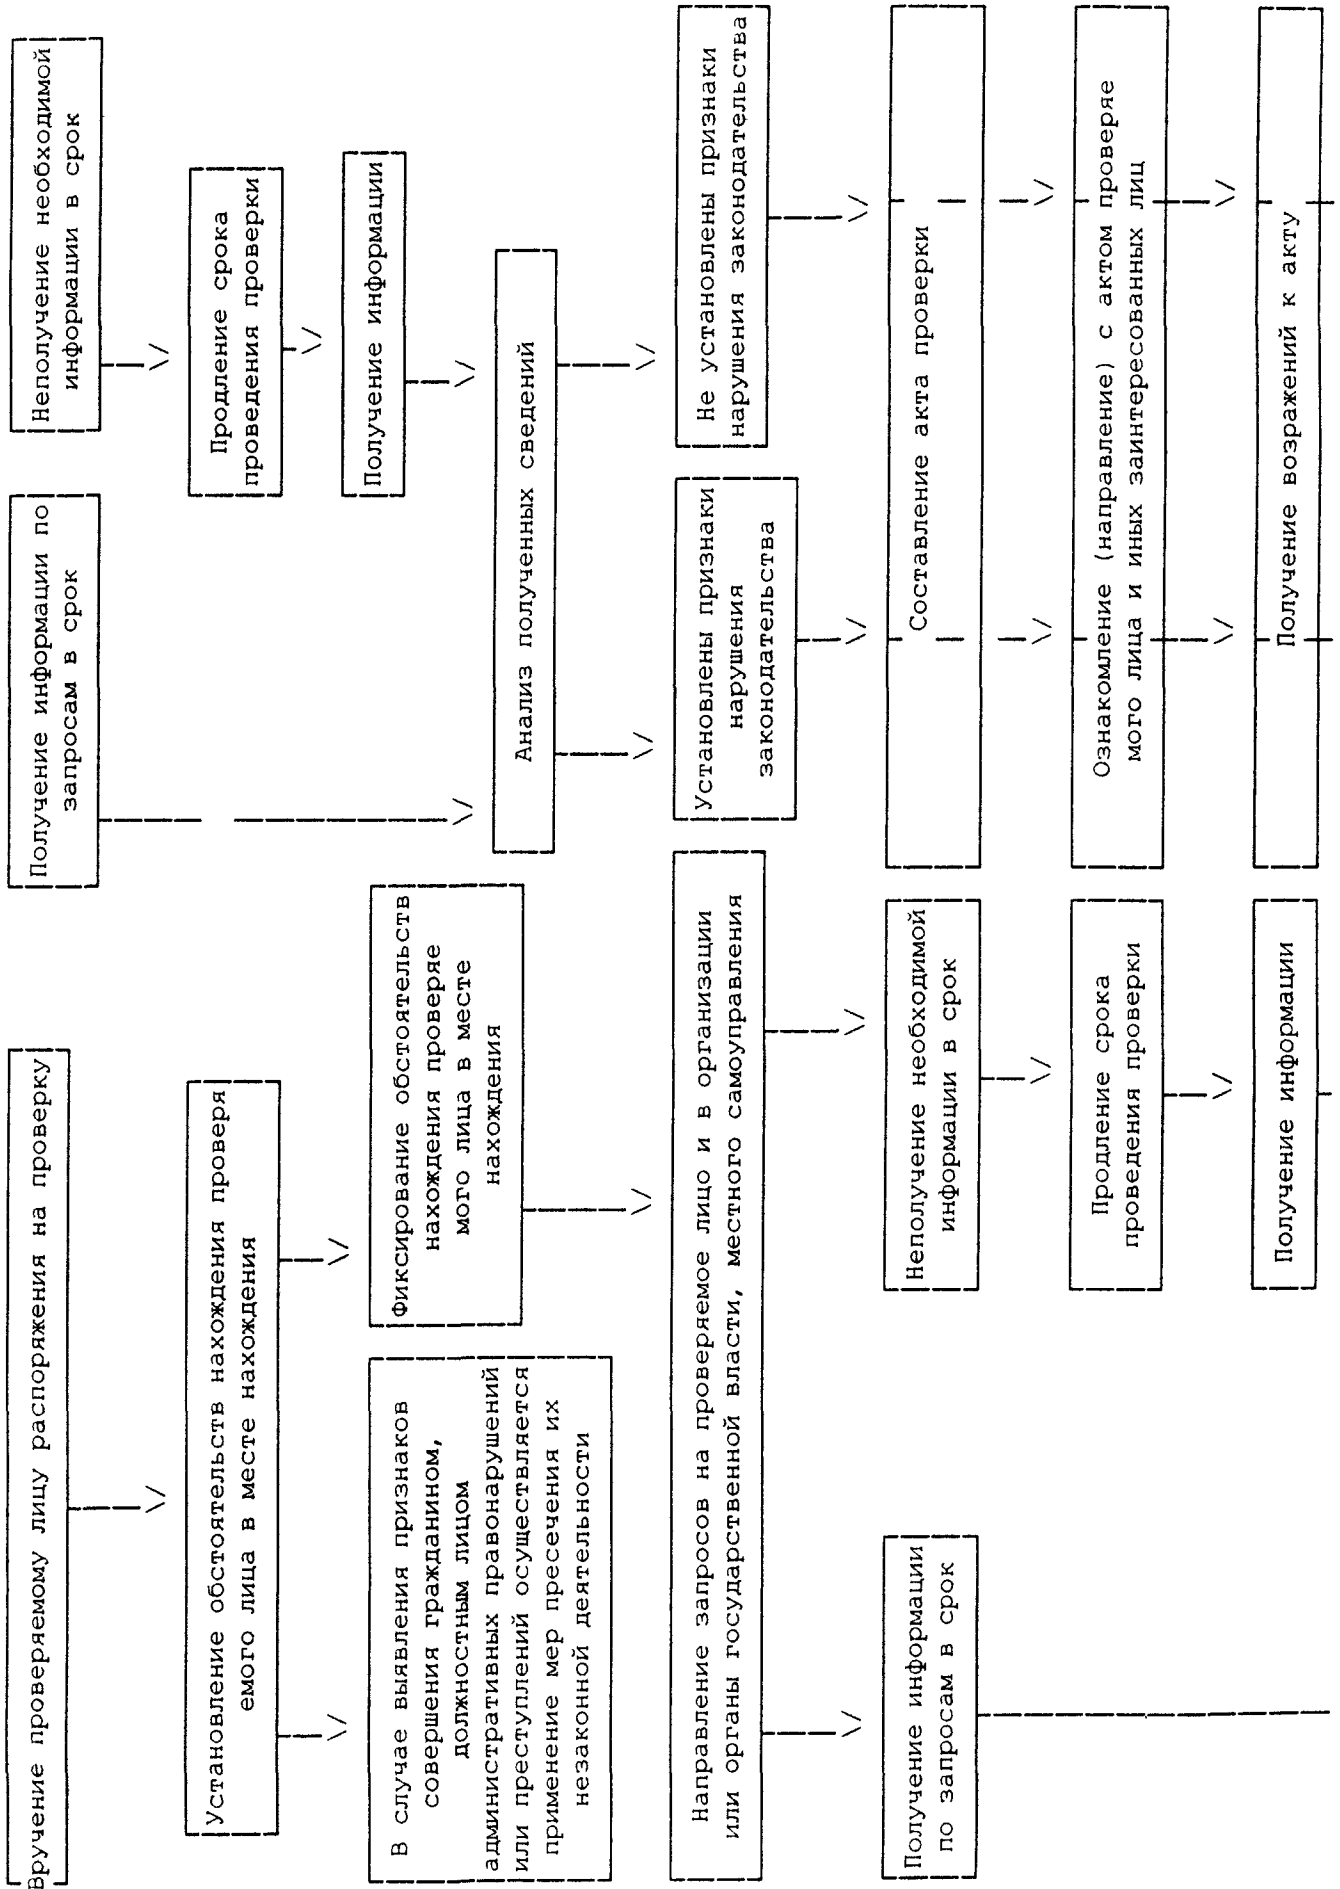 Вручение проверяемому лицу распоряжения на проверку
Установление обстоятельств нахождения проверя
емого лица в месте нахождения
В случае выявления признаков
совершения гражданином,
должностным лицом
административных правонарушений
или преступлений осуществляется
применение мер пресечения их
незаконной деятельности
Фиксирование обстоятельств
нахождения проверяе
мого лица в месте
нахождения
Направление запросов на проверяемое лицо и в организации
или органы государственной власти, местного самоуправления
Получение информации
по запросам в срок
Неполучение необходимой
информации в срок
Продление срока
проведения проверки
Получение информации
Получение информации по
запросам в срок
Неполучение необходимой
информации в срок
Продление срока
проведения проверки
Получение информации
Анализ полученных сведений
Установлены признаки
нарушения
законодательства
Не установлены признаки
нарушения законодательства
Составление акта проверки
Ознакомление (направление) с актом проверяе
мого лица и иных заинтересованных лиц
Получение возражений к акту